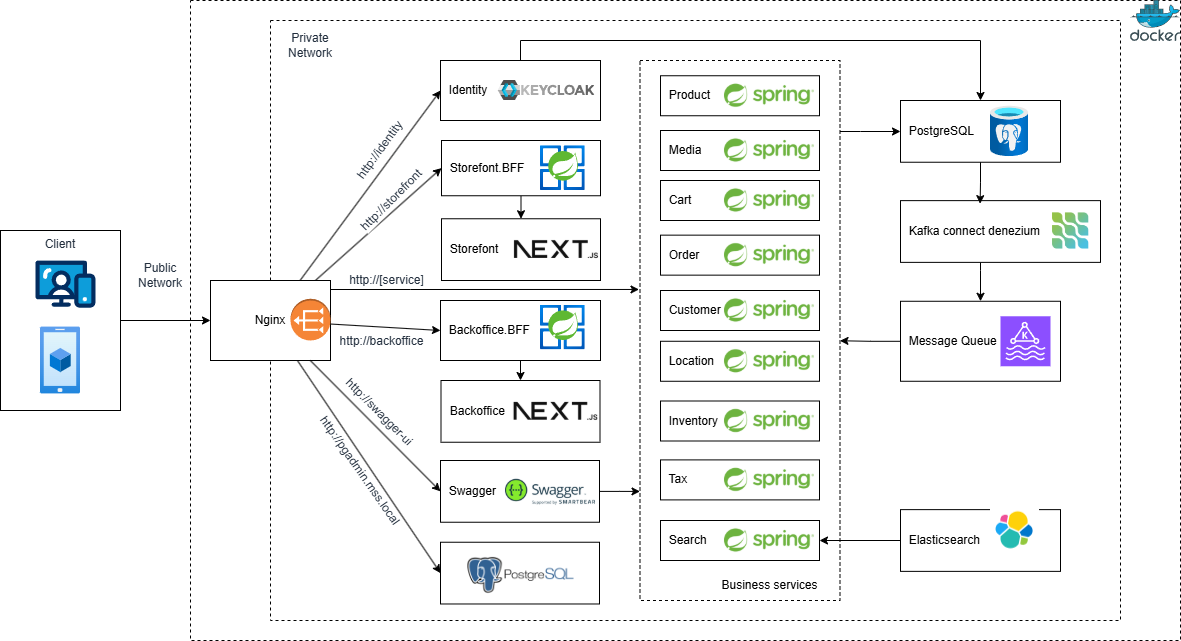 docker
Private
Network
Identity
KEYCLOAK
http://identity
Storefont.BFF
http://storefront
Storefont
NEXT.JS
Client
Public
Network
Nginx
http://[service]
Backoffice.BFF
http://backoffice
Backoffice
NEXT.JS
http://swagger-ui
Swagger
Swagger
Supported by SMARTBEAR
http://pgadmin.mss.local
PostgreSQL
Product
spring
Media
spring
Cart
spring
Order
spring
Customer
spring
Location
spring
Inventory
spring
Tax
spring
Search
spring
Business services
PostgreSQL
Kafka connect denezium
Message Queue
K
Elasticsearch